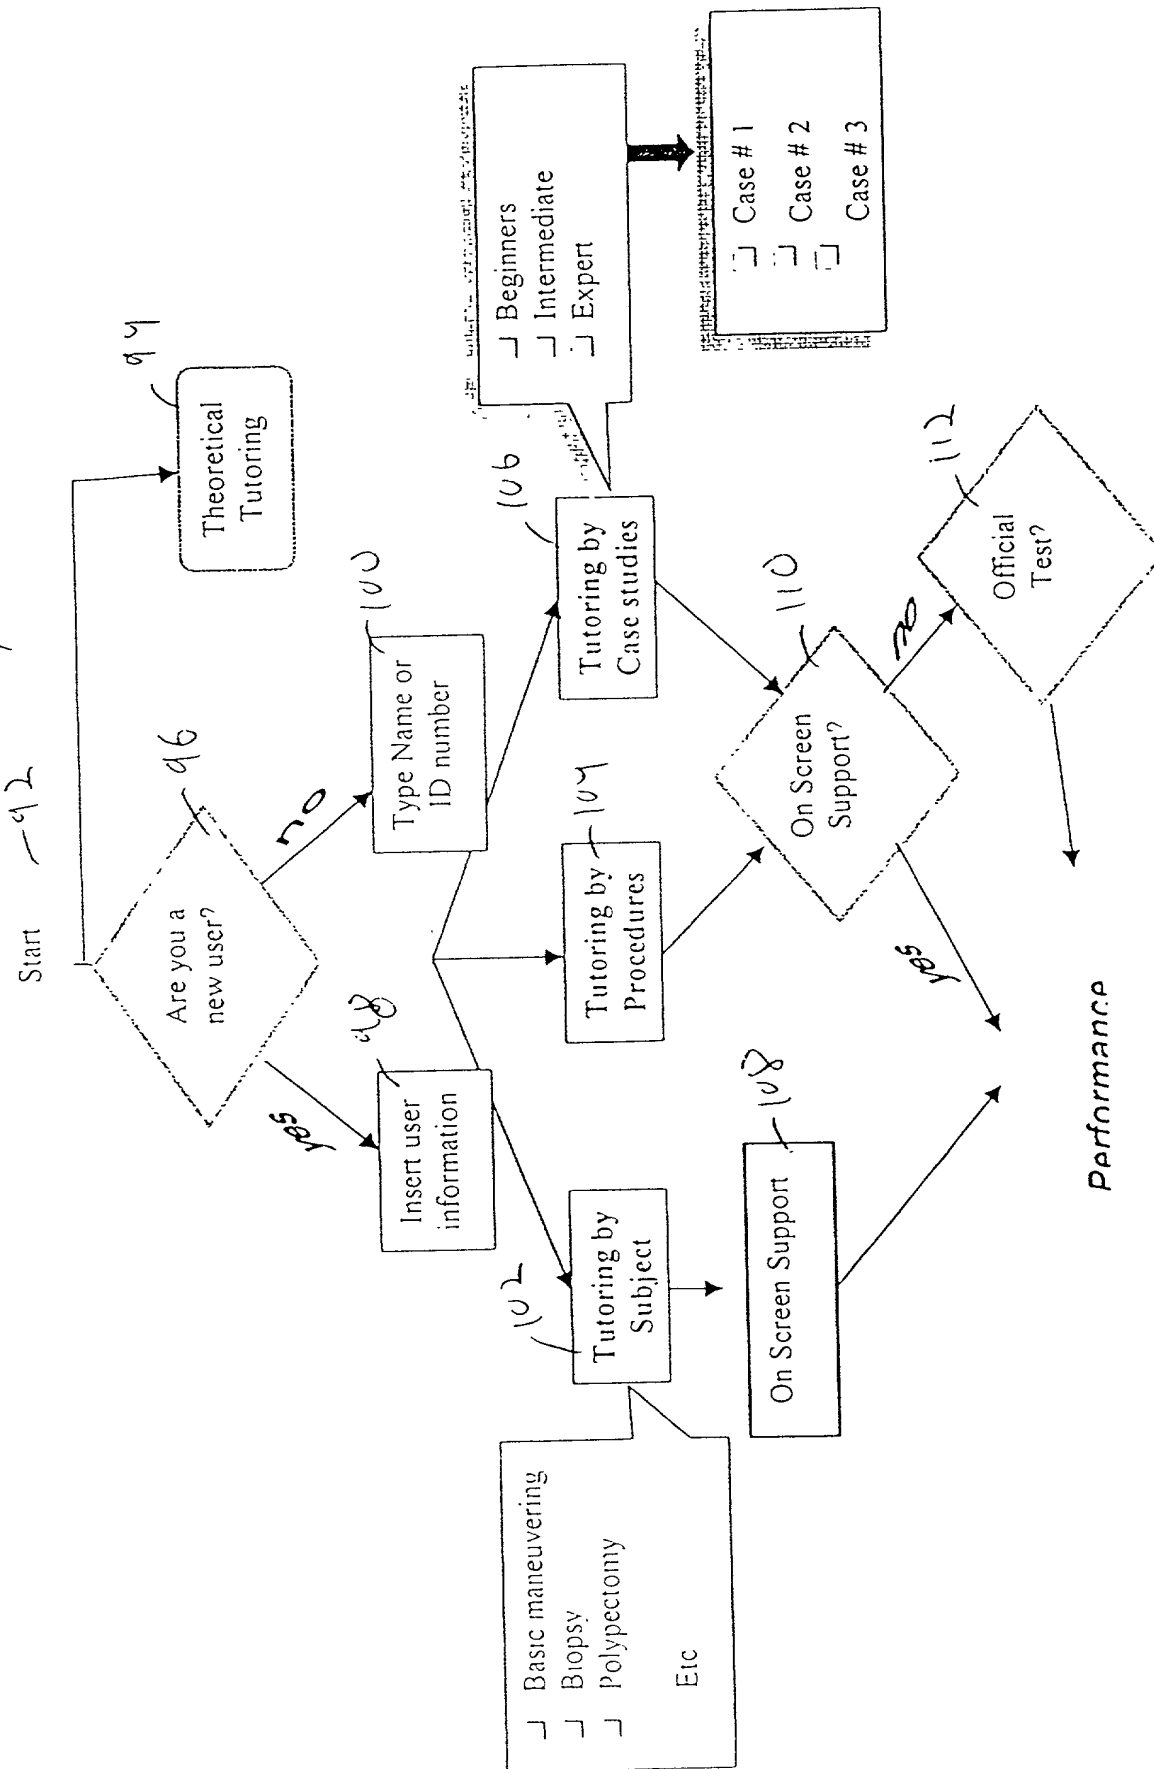 Start
92
94
Theoretical
Tutoring
Are you a
new user?
96
yes
no
Insert user
information
98
Type Name or
ID number
100
102
Tutoring by
Subject
Tutoring by
Procedures
104
Tutoring by
Case studies
106
Basic maneuvering
Biopsy
Polypectomy
Etc
Beginners
Intermediate
Expert
Case # 1
Case # 2
Case # 3
On Screen Support
108
On Screen
Support?
110
yes
no
Official
Test?
112
Performance